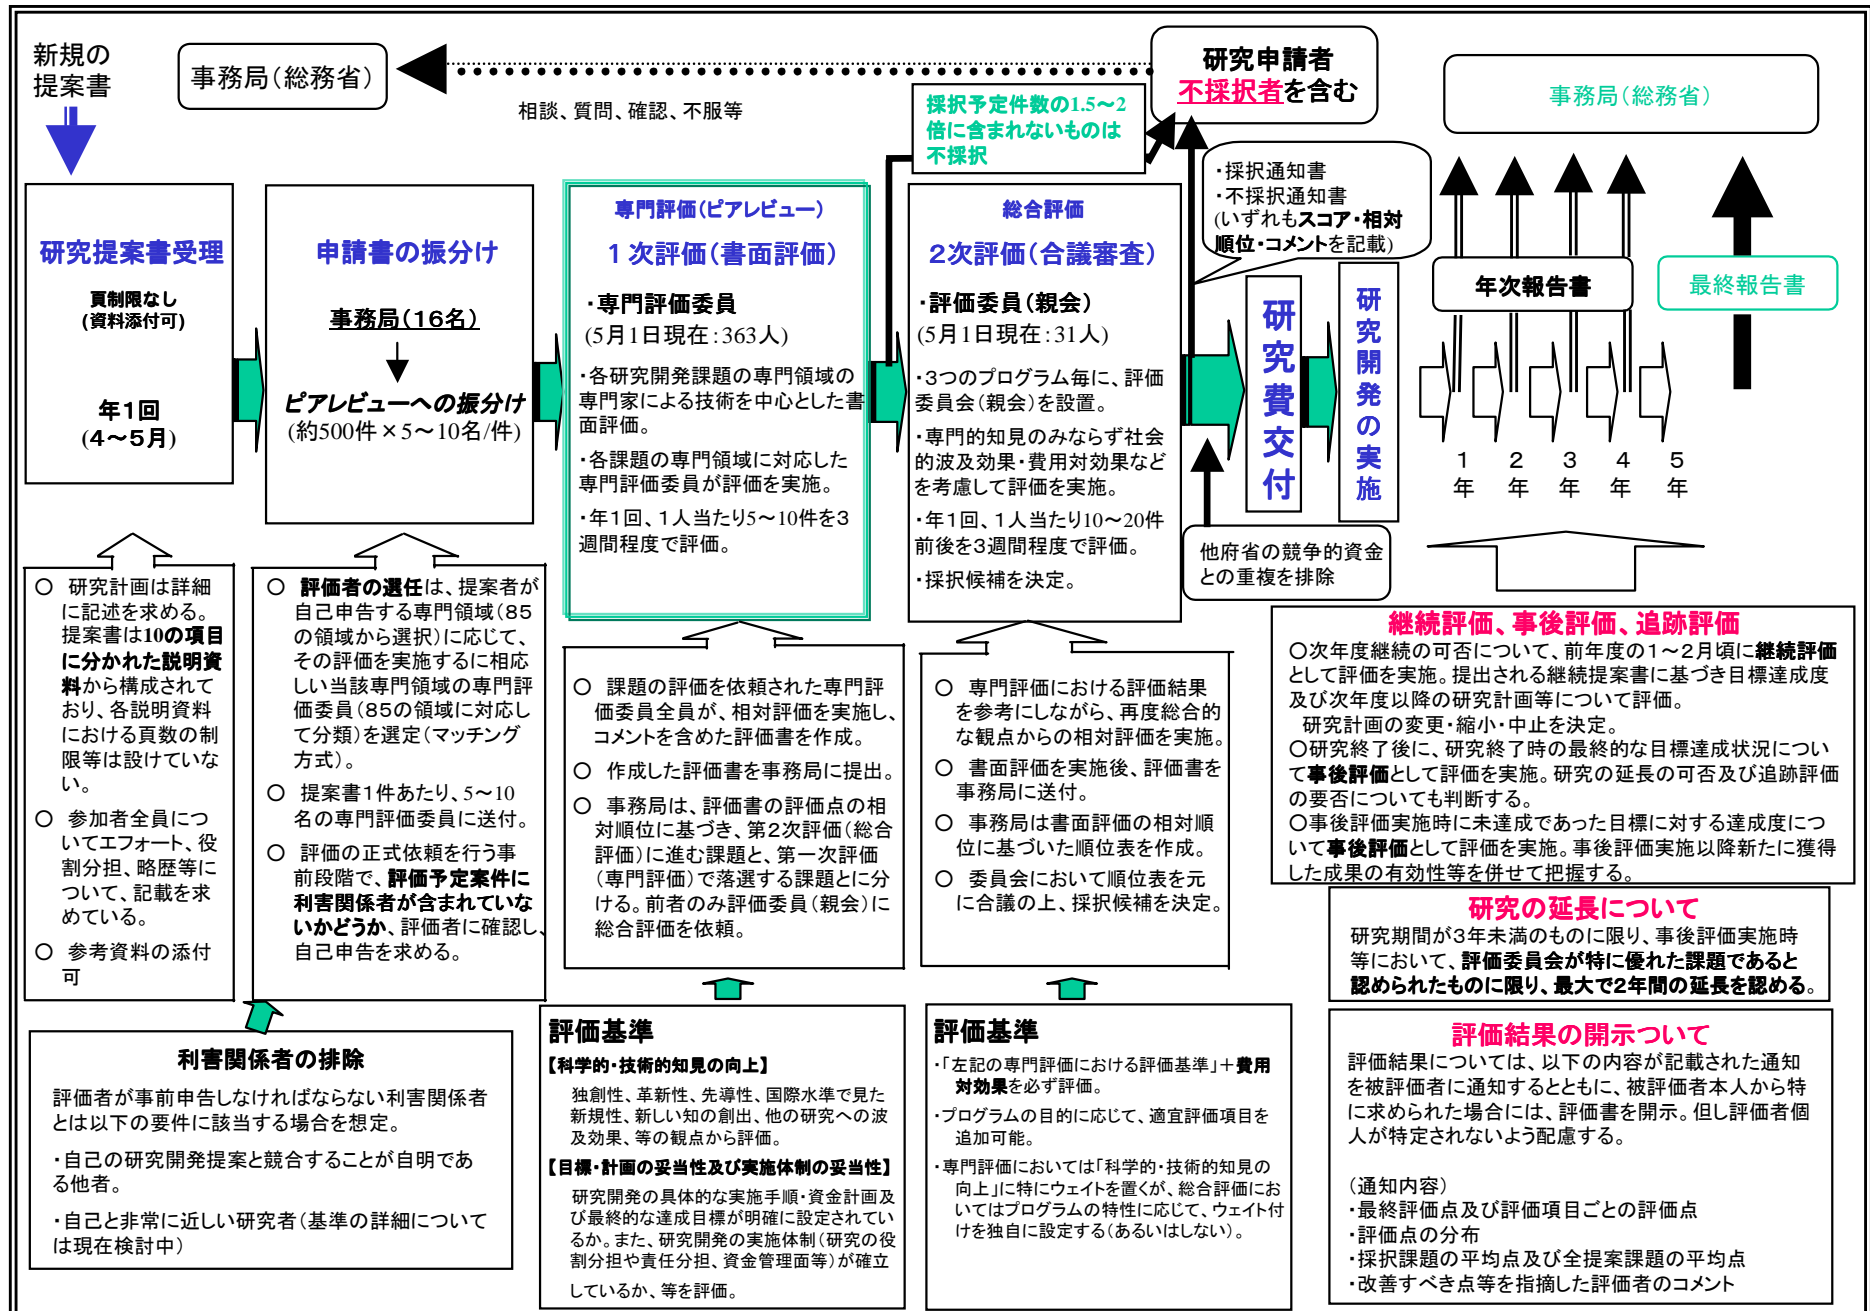 新規の
提案書
事務局(総務省)
相談、質問、確認、不服等
研究申請者
不採択者を含む
事務局(総務省)
採択予定件数の1.5～2
倍に含まれないものは
不採択
・採択通知書
・不採択通知書
(いずれもスコア・相対
順位・コメントを記載)
研究提案書受理
頁制限なし
(資料添付可)
年1回
(4～5月)
申請書の振分け
事務局(16名)
ピアレビューへの振分け
(約500件×5～10名/件)
専門評価(ピアレビュー)
1次評価(書面評価)
・専門評価委員
(5月1日現在:363人)
・各研究開発課題の専門領域の
専門家による技術を中心とした書
面評価。
・各課題の専門領域に対応した
専門評価委員が評価を実施。
・年1回、1人当たり5～10件を3
週間程度で評価。
総合評価
2次評価(合議審査)
・評価委員(親会)
(5月1日現在:31人)
・3つのプログラム毎に、評価
委員会(親会)を設置。
・専門的知見のみならず社会
的波及効果・費用対効果など
を考慮して評価を実施。
・年1回、1人当たり10～20件
前後を3週間程度で評価。
・採択候補を決定。
研究費交付
研究開発の実施
他府省の競争的資金
との重複を排除
年次報告書
最終報告書
1 2 3 4 5
年 年 年 年 年
○ 研究計画は詳細
に記述を求める。
提案書は10の項目
に分かれた説明資
料から構成されて
おり、各説明資料
における頁数の制
限等は設けていな
い。
○ 参加者全員につ
いてエフォート、役
割分担、略歴等に
ついて、記載を求
めている。
○ 参考資料の添付
可
○ 評価者の選任は、提案者が
自己申告する専門領域(85
の領域から選択)に応じて、
その評価を実施するに相応
しい当該専門領域の専門評
価委員(85の領域に対応し
て分類)を選定(マッチング
方式)。
○ 提案書1件あたり、5～10
名の専門評価委員に送付。
○ 評価の正式依頼を行う事
前段階で、評価予定案件に
利害関係者が含まれていな
いかどうか、評価者に確認し、
自己申告を求める。
○ 課題の評価を依頼された専門評
価委員全員が、相対評価を実施し、
コメントを含めた評価書を作成。
○ 作成した評価書を事務局に提出。
○ 事務局は、評価書の評価点の相
対順位に基づき、第2次評価(総合
評価)に進む課題と、第一次評価
(専門評価)で落選する課題とに分
ける。前者のみ評価委員(親会)に
総合評価を依頼。
○ 専門評価における評価結果
を参考にしながら、再度総合的
な観点からの相対評価を実施。
○ 書面評価を実施後、評価書を
事務局に送付。
○ 事務局は書面評価の相対順
位に基づいた順位表を作成。
○ 委員会において順位表を元
に合議の上、採択候補を決定。
継続評価、事後評価、追跡評価
○次年度継続の可否について、前年度の1～2月頃に継続評価
として評価を実施。提出される継続提案書に基づき目標達成度
及び次年度以降の研究計画等について評価。
研究計画の変更・縮小・中止を決定。
○研究終了後に、研究終了時の最終的な目標達成状況につい
て事後評価として評価を実施。研究の延長の可否及び追跡評価
の要否についても判断する。
○事後評価実施時に未達成であった目標に対する達成度につ
いて事後評価として評価を実施。事後評価実施以降新たに獲得
した成果の有効性等を併せて把握する。
研究の延長について
研究期間が3年未満のものに限り、事後評価実施時
等において、評価委員会が特に優れた課題であると
認められたものに限り、最大で2年間の延長を認める。
評価結果の開示ついて
評価結果については、以下の内容が記載された通知
を被評価者に通知するとともに、被評価者本人から特
に求められた場合には、評価書を開示。但し評価者個
人が特定されないよう配慮する。
(通知内容)
・最終評価点及び評価項目ごとの評価点
・評価点の分布
・採択課題の平均点及び全提案課題の平均点
・改善すべき点等を指摘した評価者のコメント
利害関係者の排除
評価者が事前申告しなければならない利害関係者
とは以下の要件に該当する場合を想定。
・自己の研究開発提案と競合することが自明であ
る他者。
・自己と非常に近しい研究者(基準の詳細について
は現在検討中)
評価基準
【科学的・技術的知見の向上】
独創性、革新性、先導性、国際水準で見た
新規性、新しい知の創出、他の研究への波
及効果、等の観点から評価。
【目標・計画の妥当性及び実施体制の妥当性】
研究開発の具体的な実施手順・資金計画及
び最終的な達成目標が明確に設定されてい
るか。また、研究開発の実施体制(研究の役
割分担や責任分担、資金管理面等)が確立
しているか、等を評価。
評価基準
・「左記の専門評価における評価基準」+費用
対効果を必ず評価。
・プログラムの目的に応じて、適宜評価項目を
追加可能。
・専門評価においては「科学的・技術的知見の
向上」に特にウェイトを置くが、総合評価にお
いてはプログラムの特性に応じて、ウェイト付
けを独自に設定する(あるいはしない)。